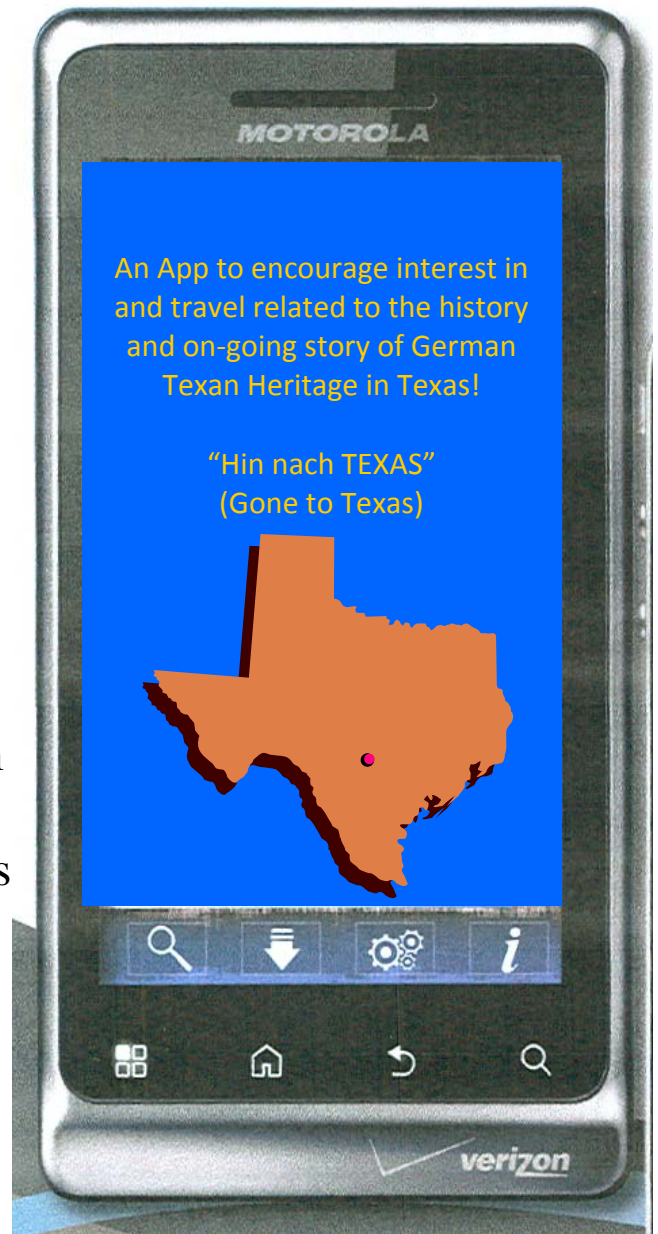 MOTOROLA
An App to encourage interest in
and travel related to the history
and on-going story of German
Texan Heritage in Texas!
“Hin nach TEXAS”
(Gone to Texas)
i
verizon